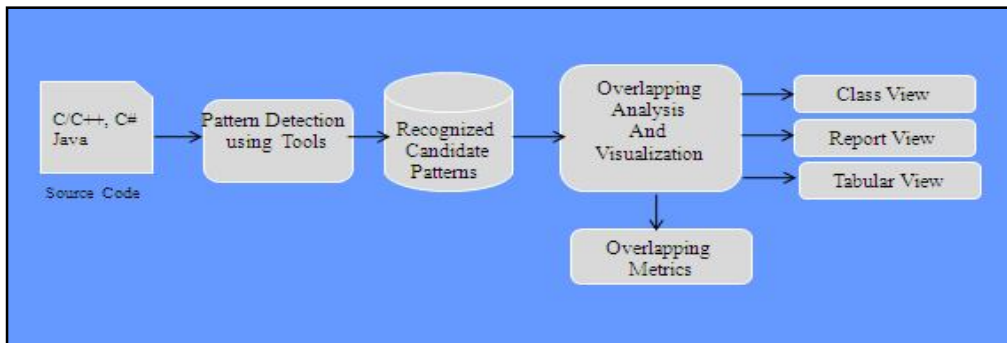 C/C++, C#
Java
Source Code
Pattern Detection
using Tools
Recognized
Candidate
Patterns
Overlapping
Analysis
And
Visualization
Class View
Report View
Tabular View
Overlapping
Metrics